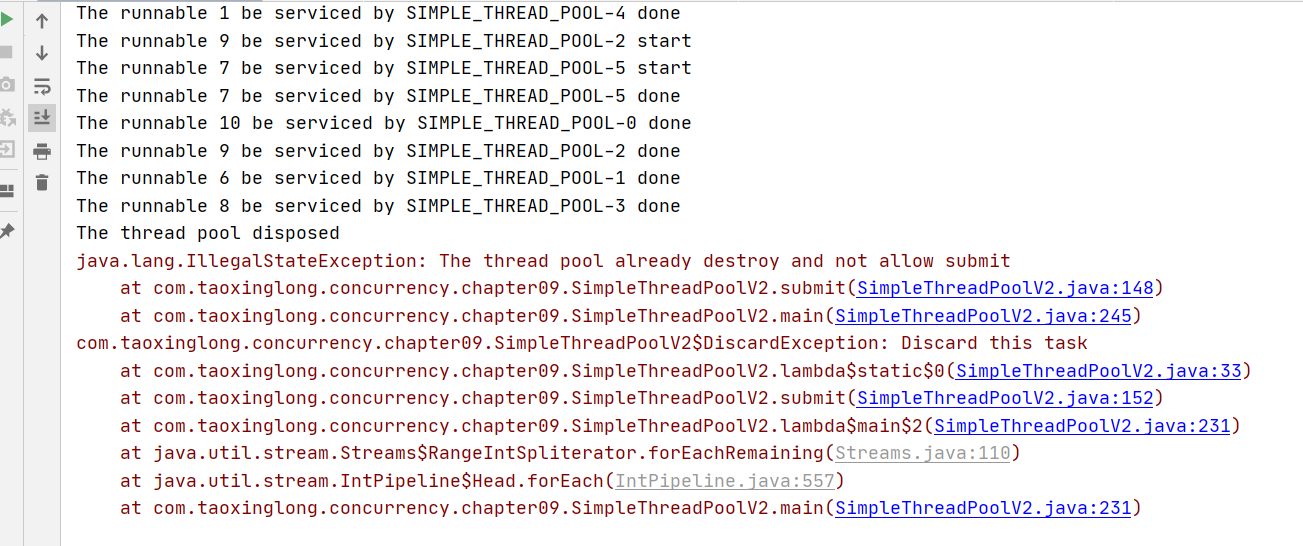 The runnable 1 be serviced by SIMPLE_THREAD_POOL-4 done
The runnable 9 be serviced by SIMPLE_THREAD_POOL-2 start
The runnable 7 be serviced by SIMPLE_THREAD_POOL-5 start
The runnable 7 be serviced by SIMPLE_THREAD_POOL-5 done
The runnable 10 be serviced by SIMPLE_THREAD_POOL-0 done
The runnable 9 be serviced by SIMPLE_THREAD_POOL-2 done
The runnable 6 be serviced by SIMPLE_THREAD_POOL-1 done
The runnable 8 be serviced by SIMPLE_THREAD_POOL-3 done
The thread pool disposed
java.lang.IllegalStateException: The thread pool already destroy and not allow submit
    at com.taoxinglong.concurrency.chapter09.SimpleThreadPoolV2.submit(SimpleThreadPoolV2.java:148)
    at com.taoxinglong.concurrency.chapter09.SimpleThreadPoolV2.main(SimpleThreadPoolV2.java:245)
com.taoxinglong.concurrency.chapter09.SimpleThreadPoolV2$DiscardException: Discard this task
    at com.taoxinglong.concurrency.chapter09.SimpleThreadPoolV2.lambda$static$0(SimpleThreadPoolV2.java:33)
    at com.taoxinglong.concurrency.chapter09.SimpleThreadPoolV2.submit(SimpleThreadPoolV2.java:152)
    at com.taoxinglong.concurrency.chapter09.SimpleThreadPoolV2.lambda$main$2(SimpleThreadPoolV2.java:231)
    at java.util.stream.Streams$RangeIntSpliterator.forEachRemaining(Streams.java:110)
    at java.util.stream.IntPipeline$Head.forEach(IntPipeline.java:557)
    at com.taoxinglong.concurrency.chapter09.SimpleThreadPoolV2.main(SimpleThreadPoolV2.java:231)